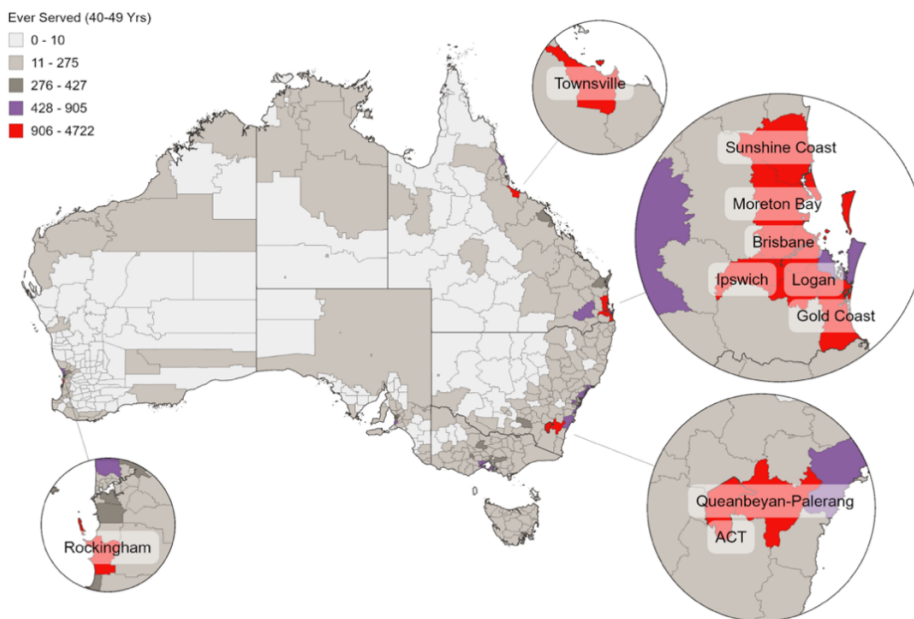 Ever Served (40-49 Yrs)
0 - 10
11 - 275
276 - 427
428 - 905
906 - 4722
Townsville
Sunshine Coast
Moreton Bay
Brisbane
Ipswich
Logan
Gold Coast
Queanbeyan-Palerang
ACT
Rockingham